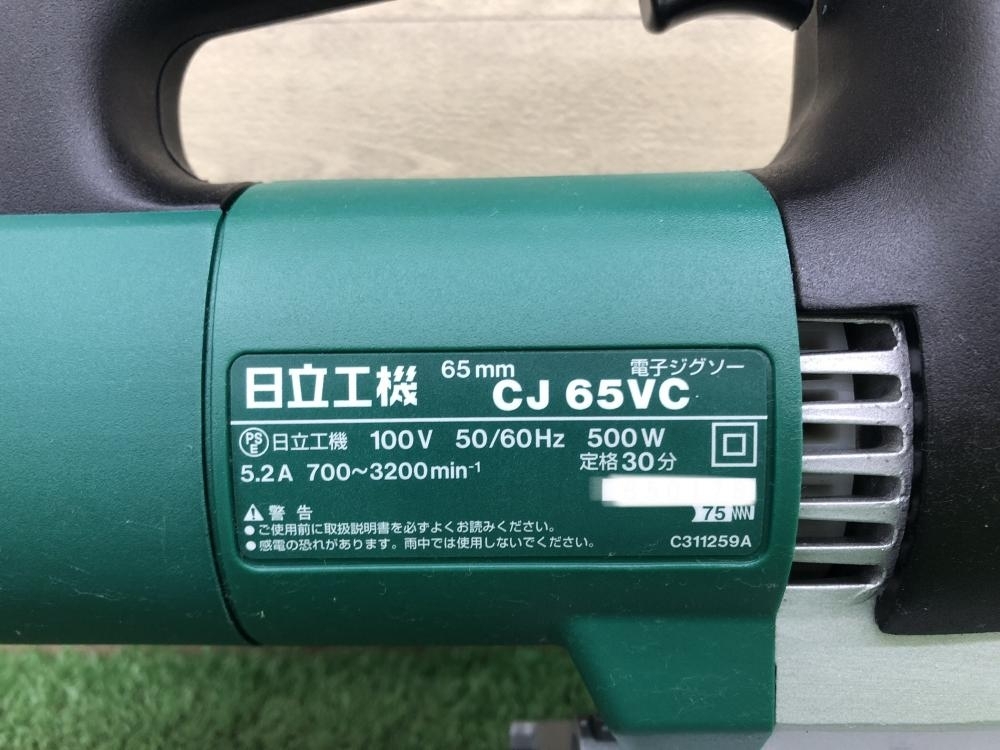 日立工機 65mm 電子ジグソー
CJ 65VC
PSE 日立工機 100V 50/60Hz 500W
5.2A 700〜3200min-1 定格30分
75
警告
●ご使用前に取扱説明書を必ずよくお読みください。
●感電の恐れがあります。雨中では使用しないでください。
C311259A